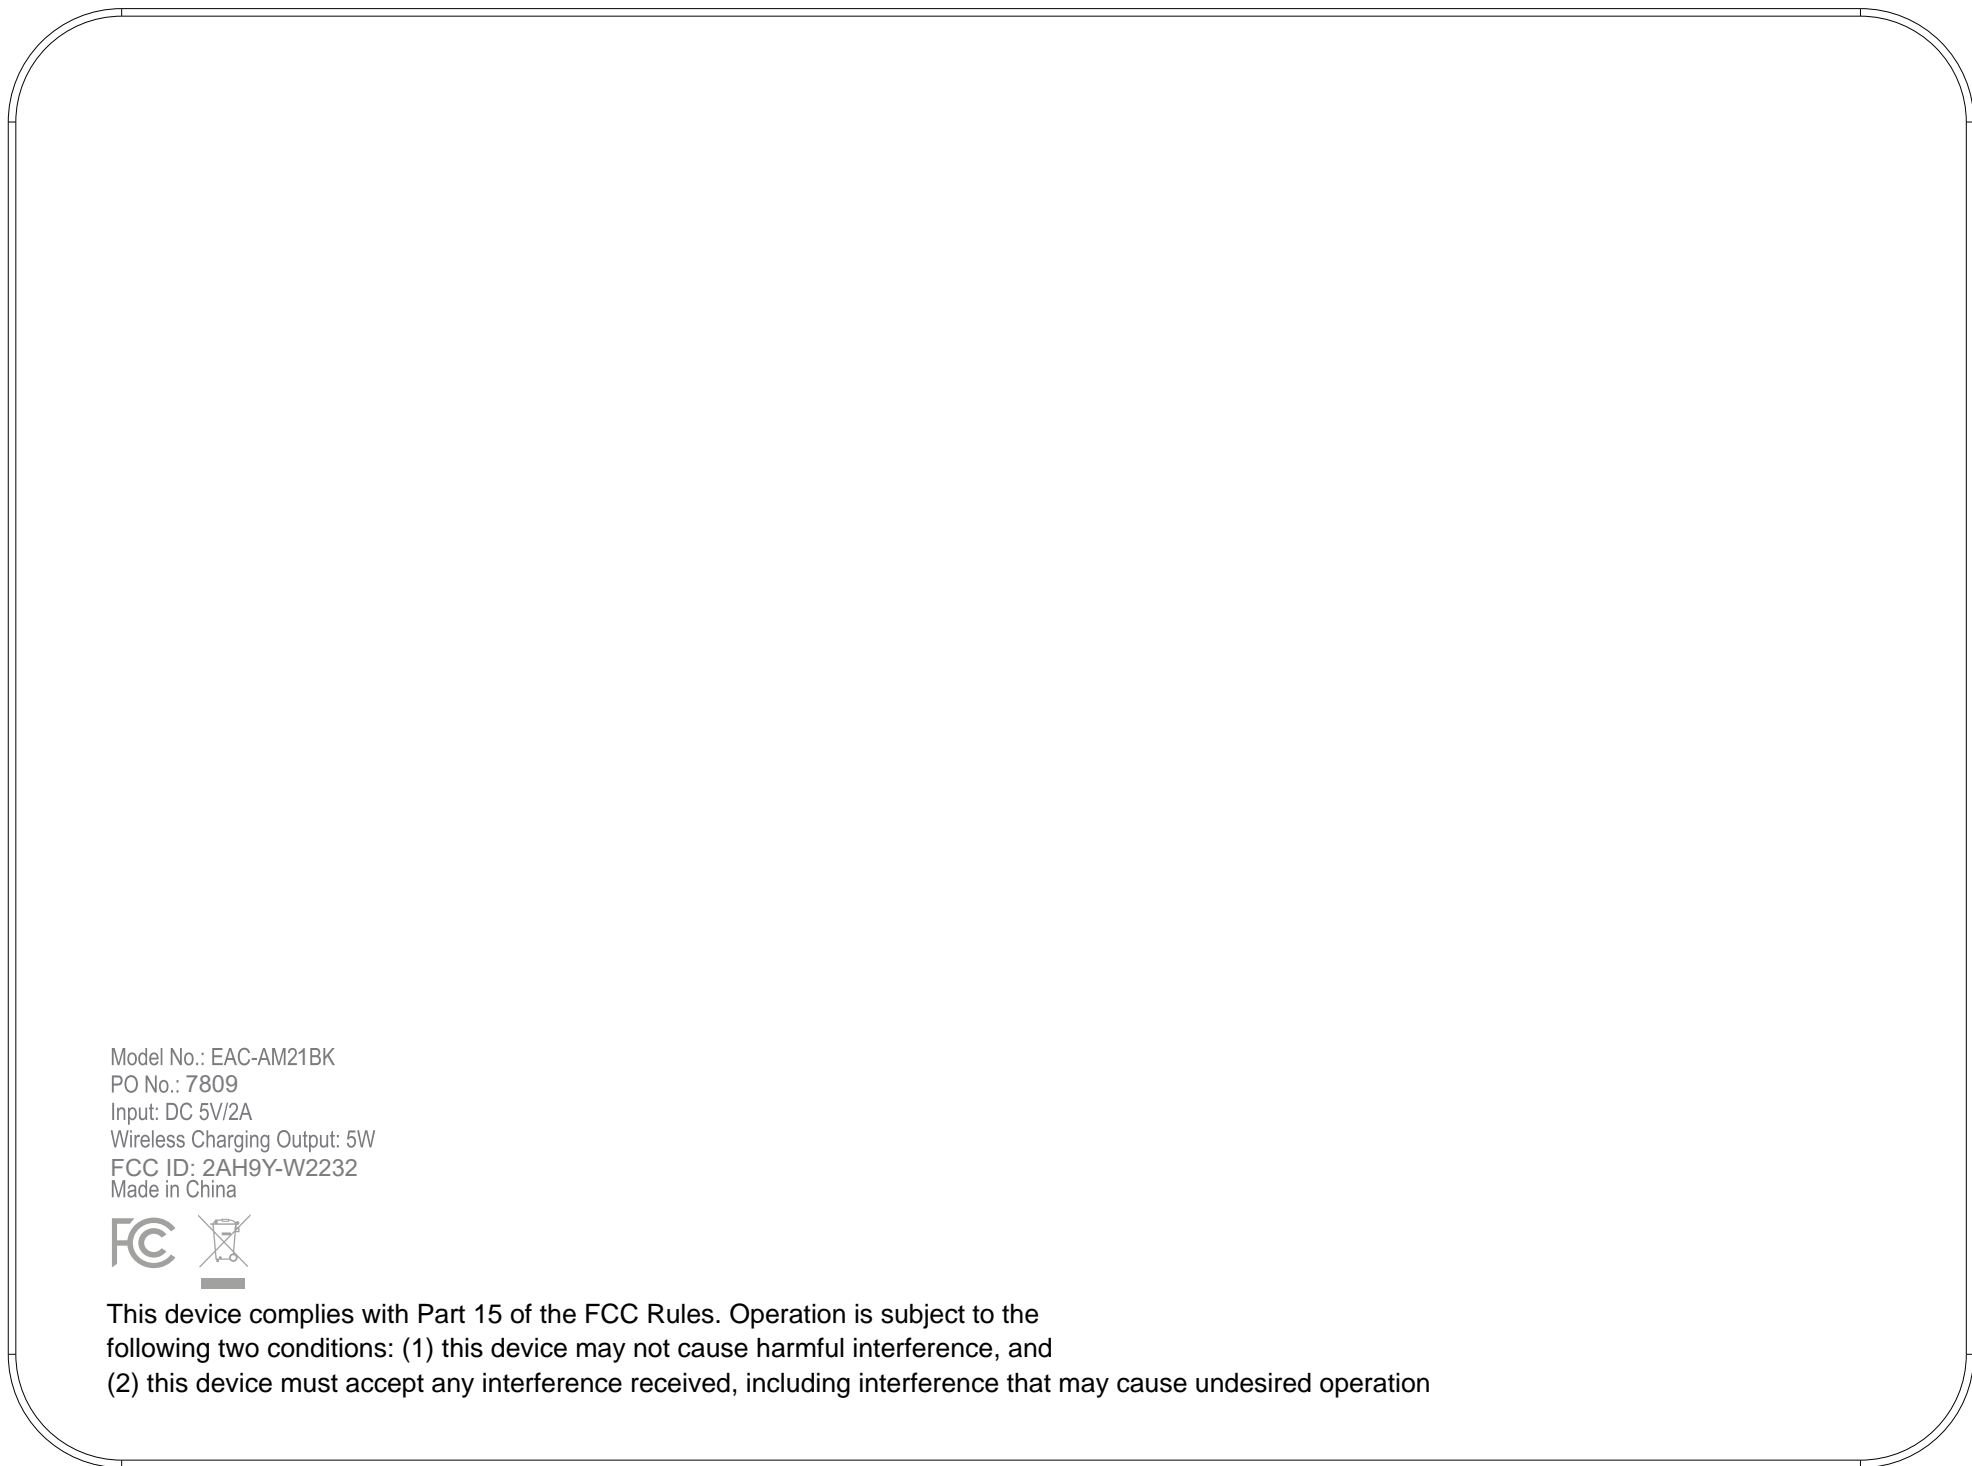 Model No.: EAC-AM21BK
PO No.: 7809
Input: DC 5V/2A
Wireless Charging Output: 5W
FCC ID: 2AH9Y-W2232
Made in China
FC
This device complies with Part 15 of the FCC Rules. Operation is subject to the
following two conditions: (1) this device may not cause harmful interference, and
(2) this device must accept any interference received, including interference that may cause undesired operation